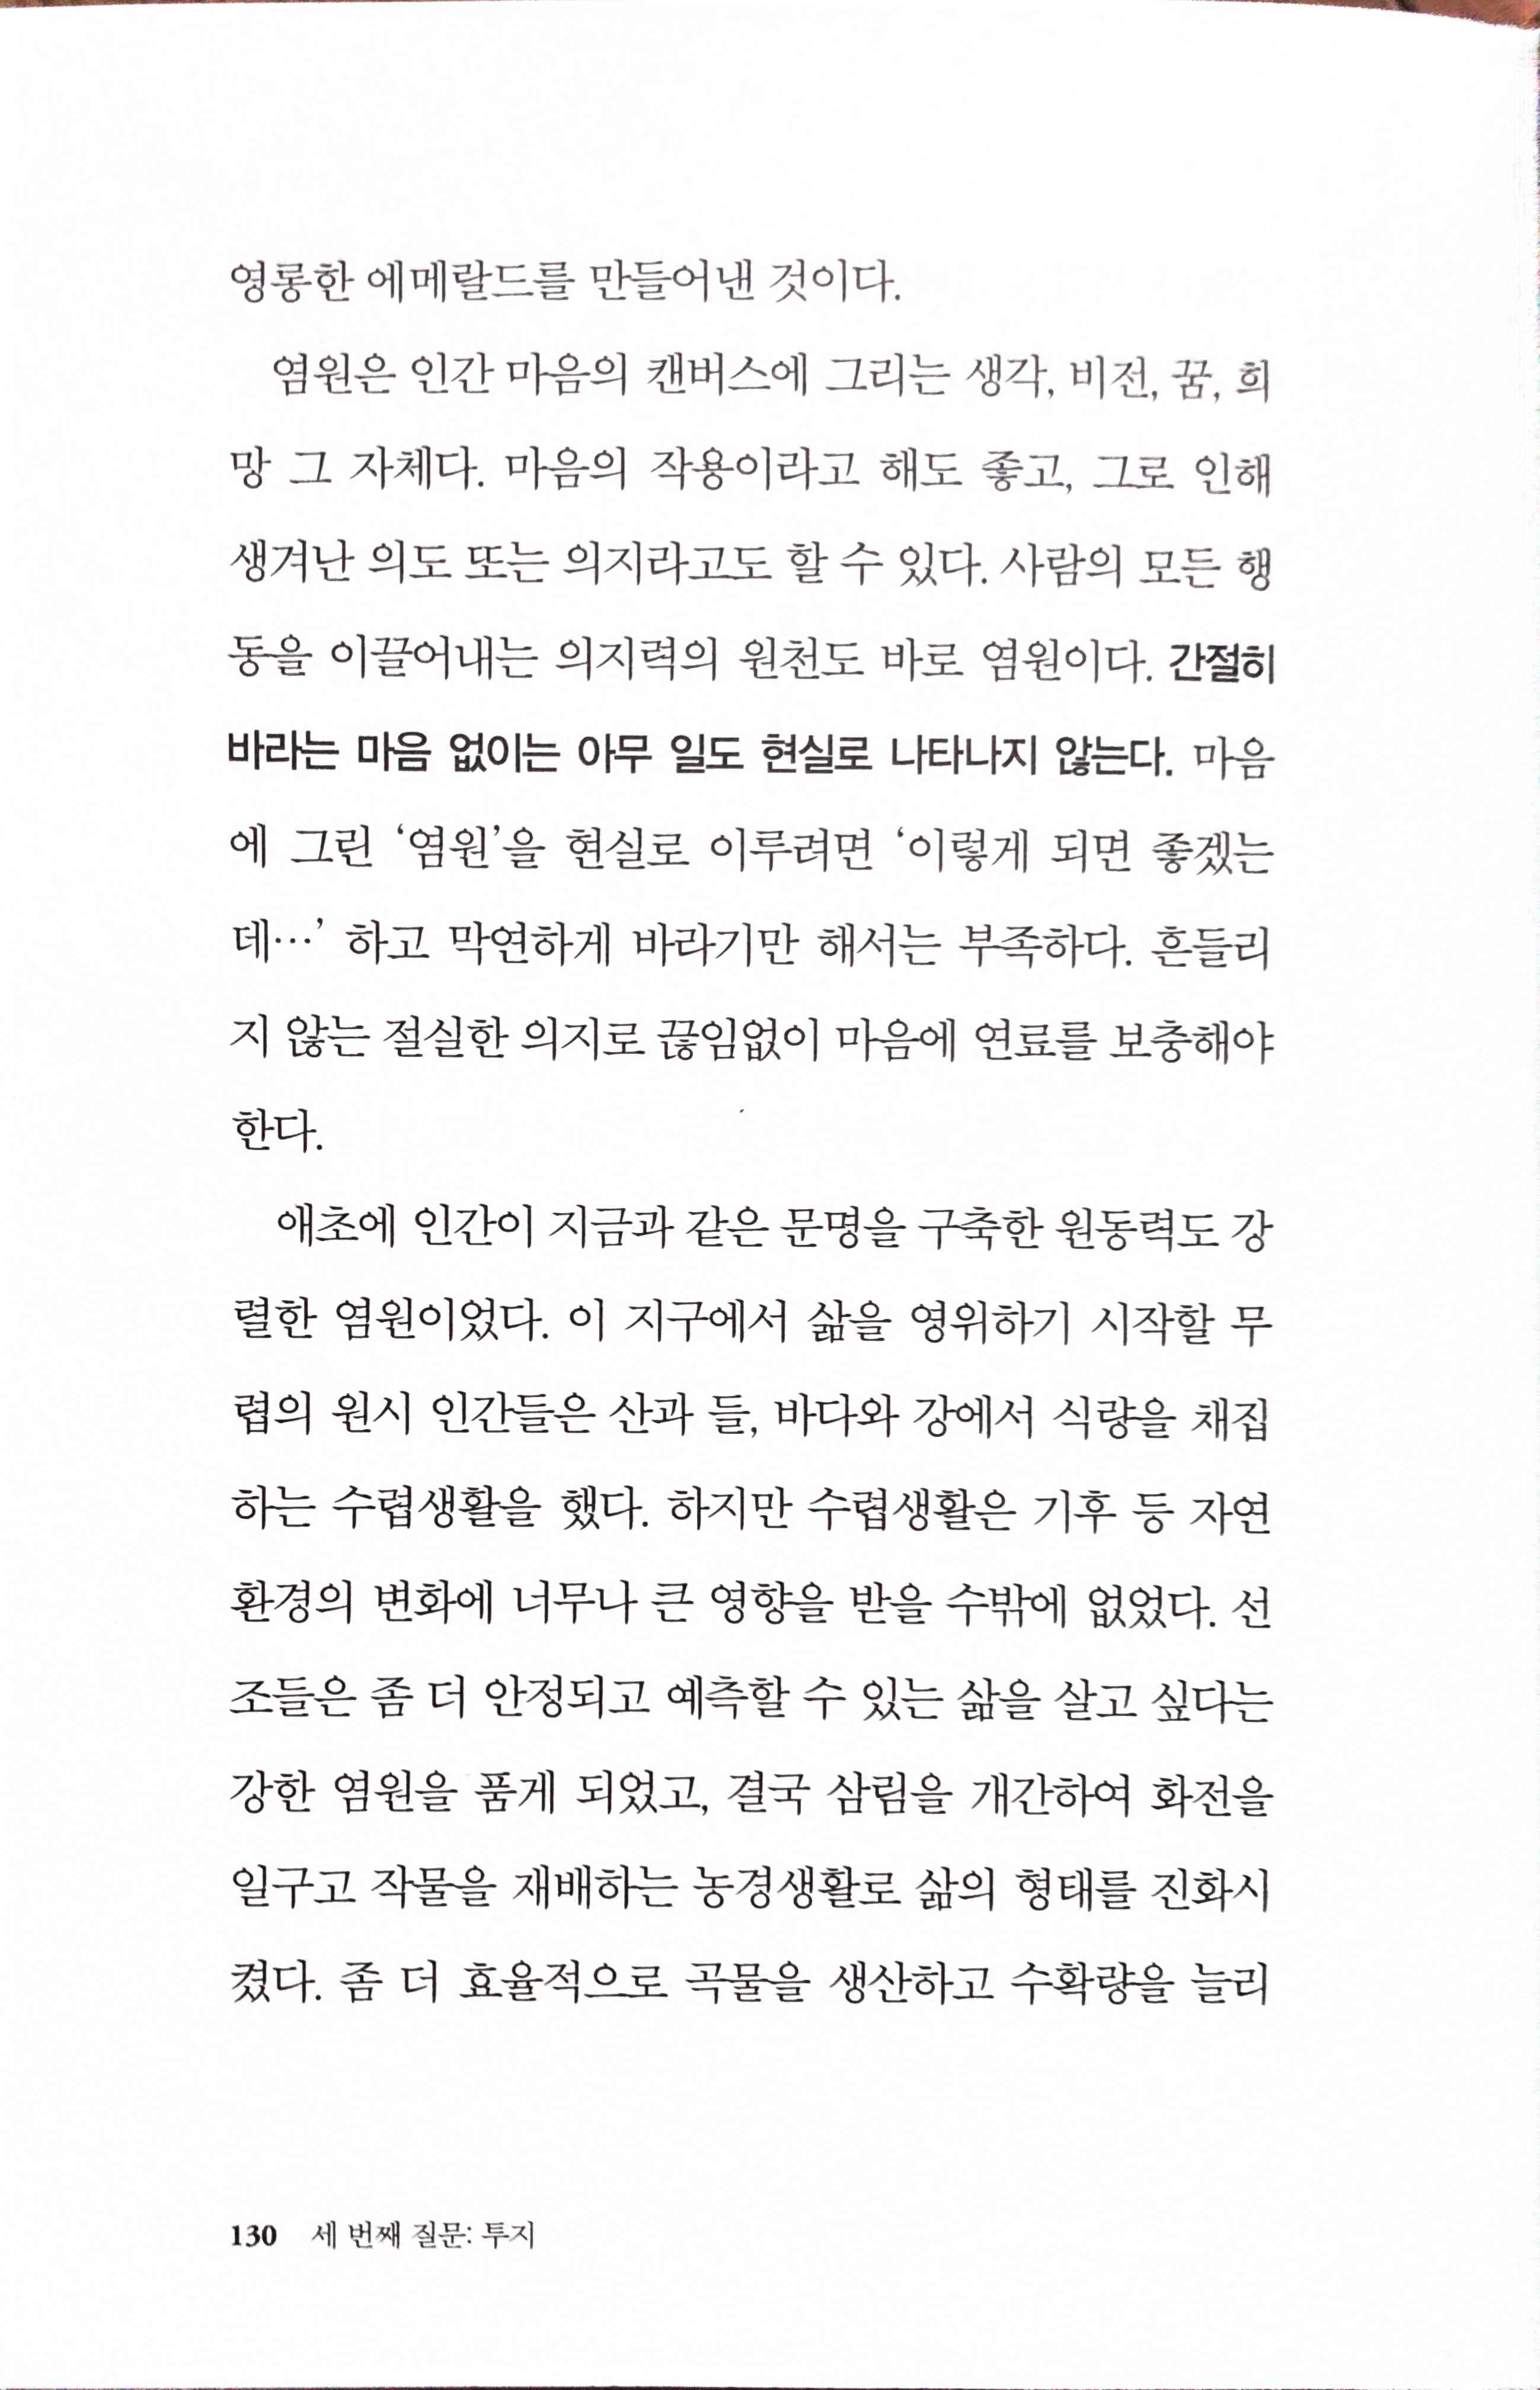 영롱한 에메랄드를 만들어낸 것이다.
염원은 인간 마음의 캔버스에 그리는 생각, 비전, 꿈, 희
망 그 자체다. 마음의 작용이라고 해도 좋고, 그로 인해
생겨난 의도 또는 의지라고도 할 수 있다. 사람의 모든 행
동을 이끌어내는 의지력의 원천도 바로 염원이다. 간절히
바라는 마음 없이는 아무 일도 현실로 나타나지 않는다. 마음
에 그린 ‘염원’을 현실로 이루려면 ‘이렇게 되면 좋겠는
데…’ 하고 막연하게 바라기만 해서는 부족하다. 흔들리
지 않는 절실한 의지로 끊임없이 마음에 연료를 보충해야
한다.
애초에 인간이 지금과 같은 문명을 구축한 원동력도 강
렬한 염원이었다. 이 지구에서 삶을 영위하기 시작할 무
렵의 원시 인간들은 산과 들, 바다와 강에서 식량을 채집
하는 수렵생활을 했다. 하지만 수렵생활은 기후 등 자연
환경의 변화에 너무나 큰 영향을 받을 수밖에 없었다. 선
조들은 좀 더 안정되고 예측할 수 있는 삶을 살고 싶다는
강한 염원을 품게 되었고, 결국 삼림을 개간하여 화전을
일구고 작물을 재배하는 농경생활로 삶의 형태를 진화시
켰다. 좀 더 효율적으로 곡물을 생산하고 수확량을 늘리
130 세 번째 질문: 투지